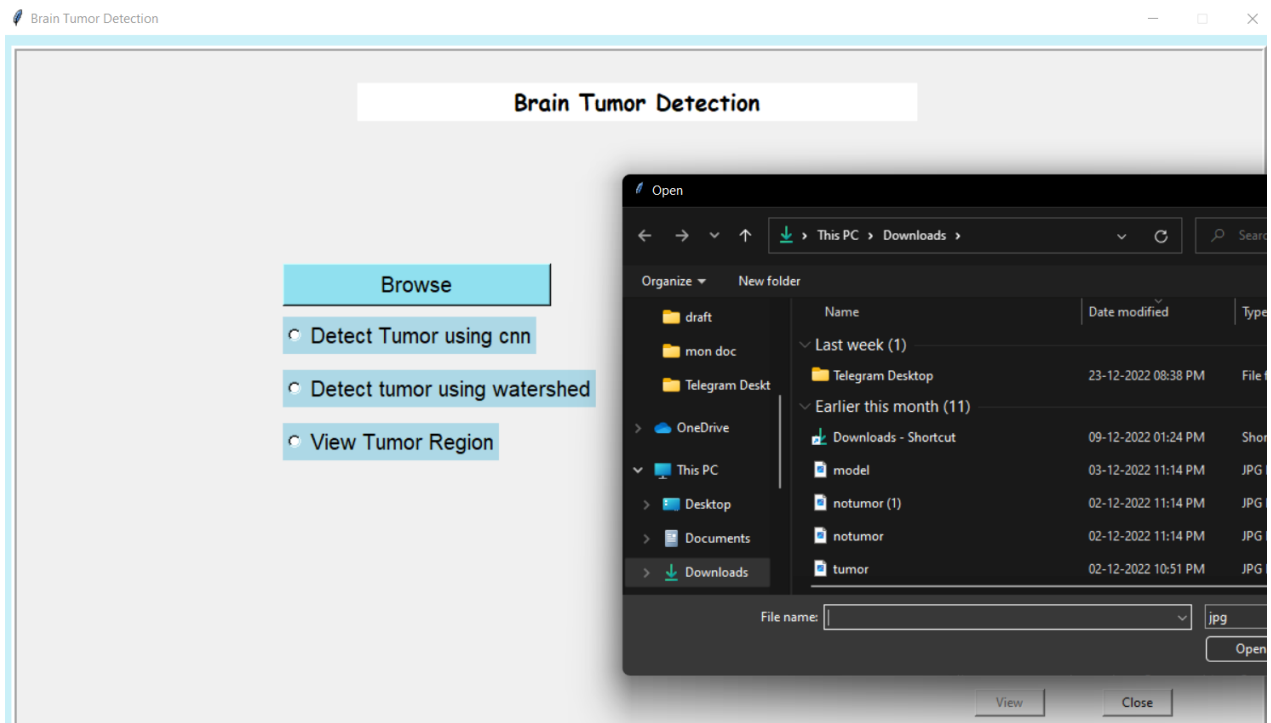 Brain Tumor Detection
Brain Tumor Detection
Browse
Detect Tumor using cnn
Detect tumor using watershed
View Tumor Region
Open
This PC > Downloads >
Organize New folder
draft
mon doc
Telegram Deskt
OneDrive
This PC
Desktop
Documents
Downloads
Name Date modified Type
Last week (1)
Telegram Desktop 23-12-2022 08:38 PM File f
Earlier this month (11)
Downloads - Shortcut 09-12-2022 01:24 PM Shor
model 03-12-2022 11:14 PM JPG
notumor (1) 02-12-2022 11:14 PM JPG
notumor 02-12-2022 11:14 PM JPG
tumor 02-12-2022 10:51 PM JPG
File name: jpg
Open
View Close